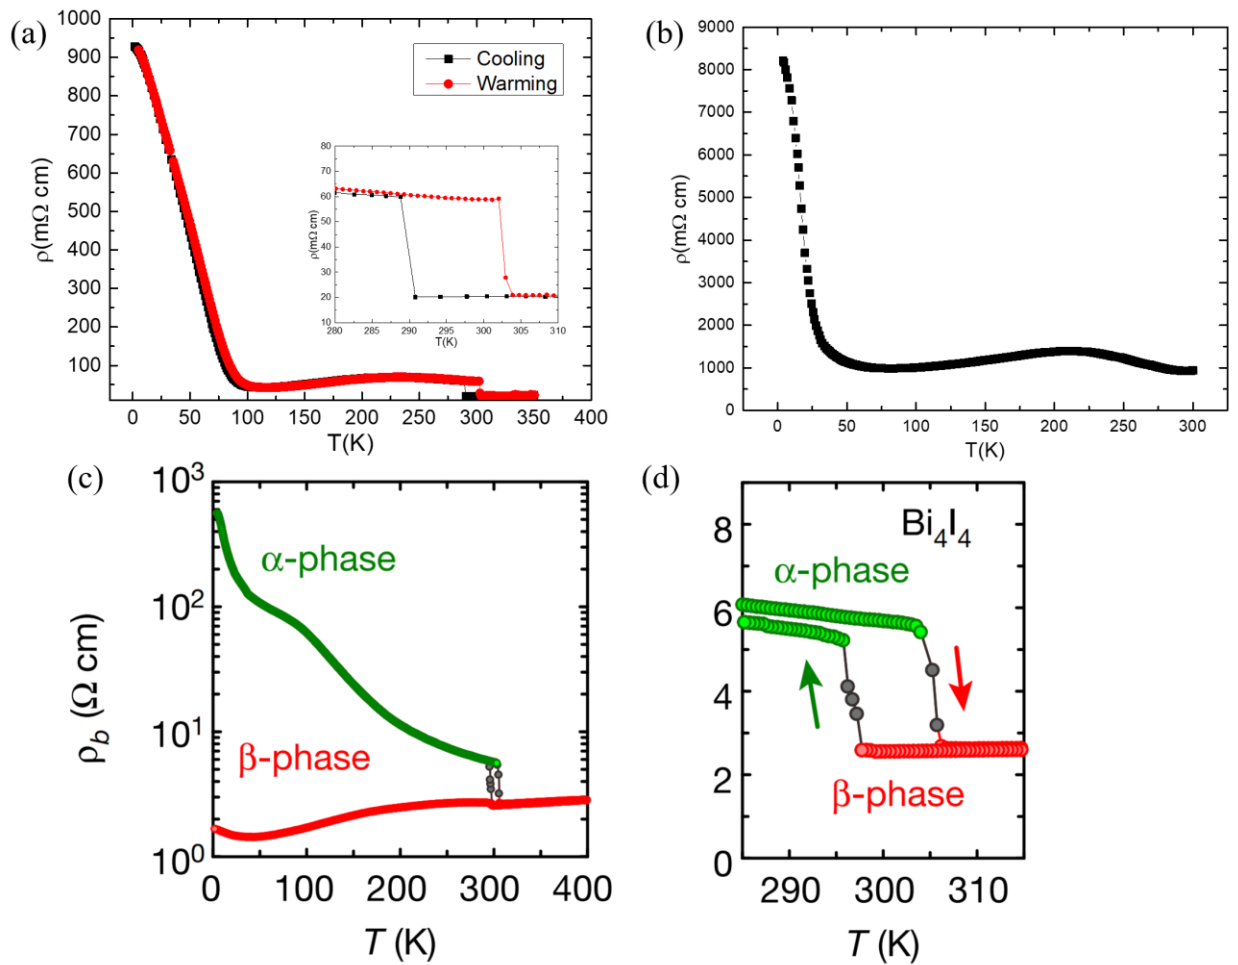 (a)
1000
900
800
700
600
500
400
300
200
100
ρ(mΩ cm)
Cooling
Warming
80
70
60
50
40
30
20
10
ρ(mΩ cm)
280 285 290 295 300 305 310
T(K)
0 50 100 150 200 250 300 350 400
T(K)
(b)
9000
8000
7000
6000
5000
4000
3000
2000
1000
0
ρ(mΩ cm)
0 50 100 150 200 250 300
T(K)
(c)
10³
10²
10¹
10⁰
ρb (Ω cm)
α-phase
β-phase
0 100 200 300 400
T (K)
(d)
8
6
4
2
0
Bi₄I₄
α-phase
β-phase
290 300 310
T (K)